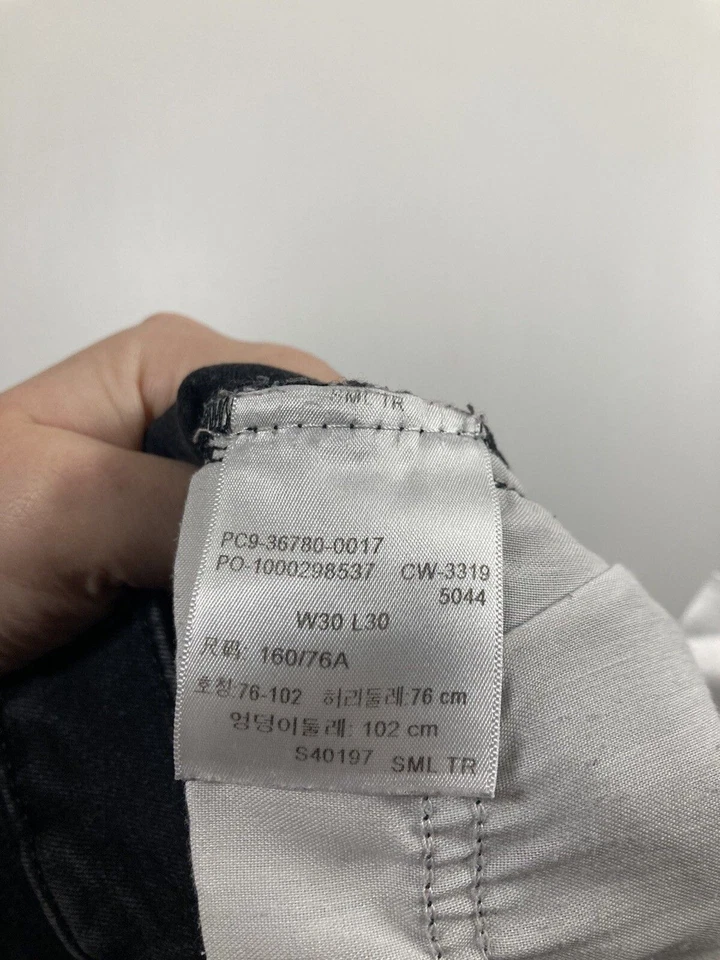 SML TR
PC9-36780-0017
PO-1000298537 CW-3319
5044
W30 L30
尺码: 160/76A
호칭:76-102 허리둘레:76 cm
엉덩이둘레: 102 cm
S40197 SML TR